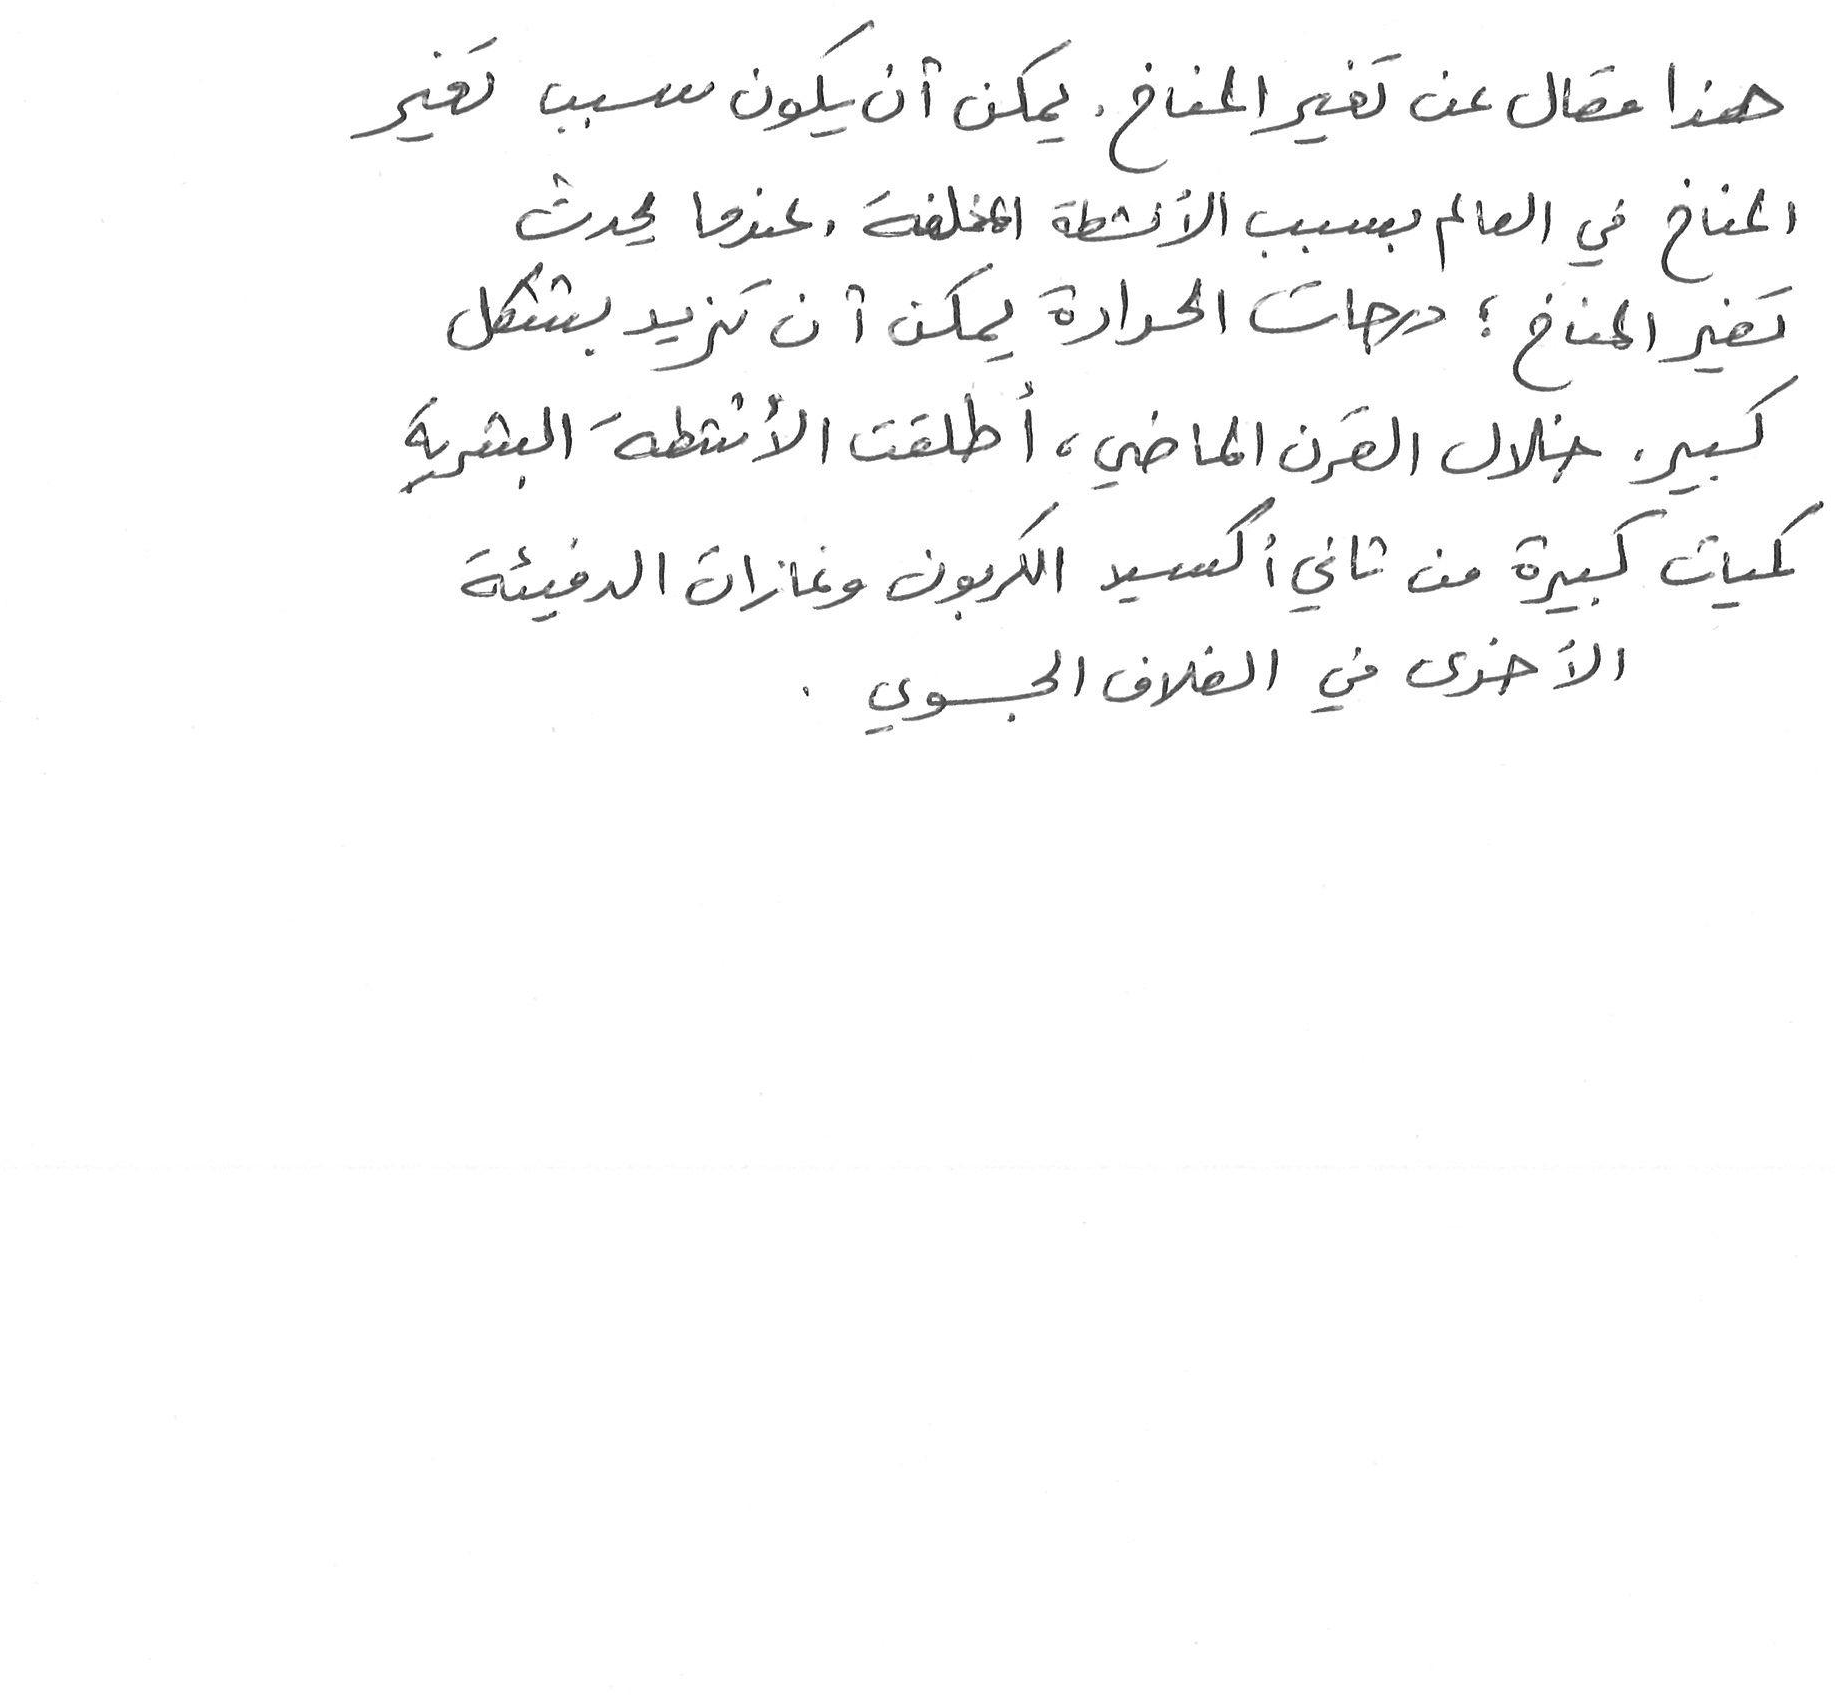 هذا مقال عن تغير المناخ. يمكن أن يكون سبب تغير
المناخ في العالم بسبب الأنشطة المختلفة. عندما يحدث
تغير المناخ؛ درجات الحرارة يمكن أن تزيد بشكل
كبير. خلال القرن الماضي، أطلقت الأنشطة البشرية
كميات كبيرة من ثاني أكسيد الكربون وغازات الدفيئة
الأخرى في الغلاف الجوي.